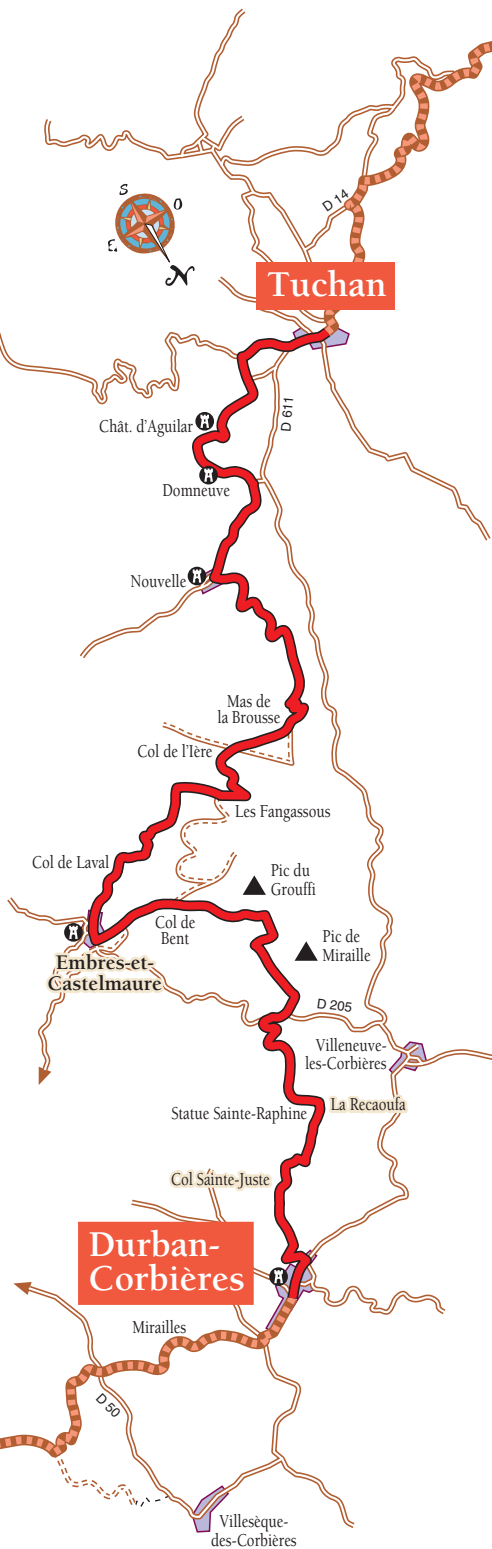 S
O
E.
N
D 14
Tuchan
D 611
Chât. d'Aguilar
Domneuve
Nouvelle
Mas de
la Brousse
Col de l'Ière
Les Fangassous
Col de Laval
Pic du
Grouffi
Col de
Bent
Pic de
Miraille
Embres-et-
Castelmaure
D 205
Villeneuve-
les-Corbières
La Recaoufa
Statue Sainte-Raphine
Col Sainte-Juste
Durban-
Corbières
Mirailles
D 50
Villesèque-
des-Corbières